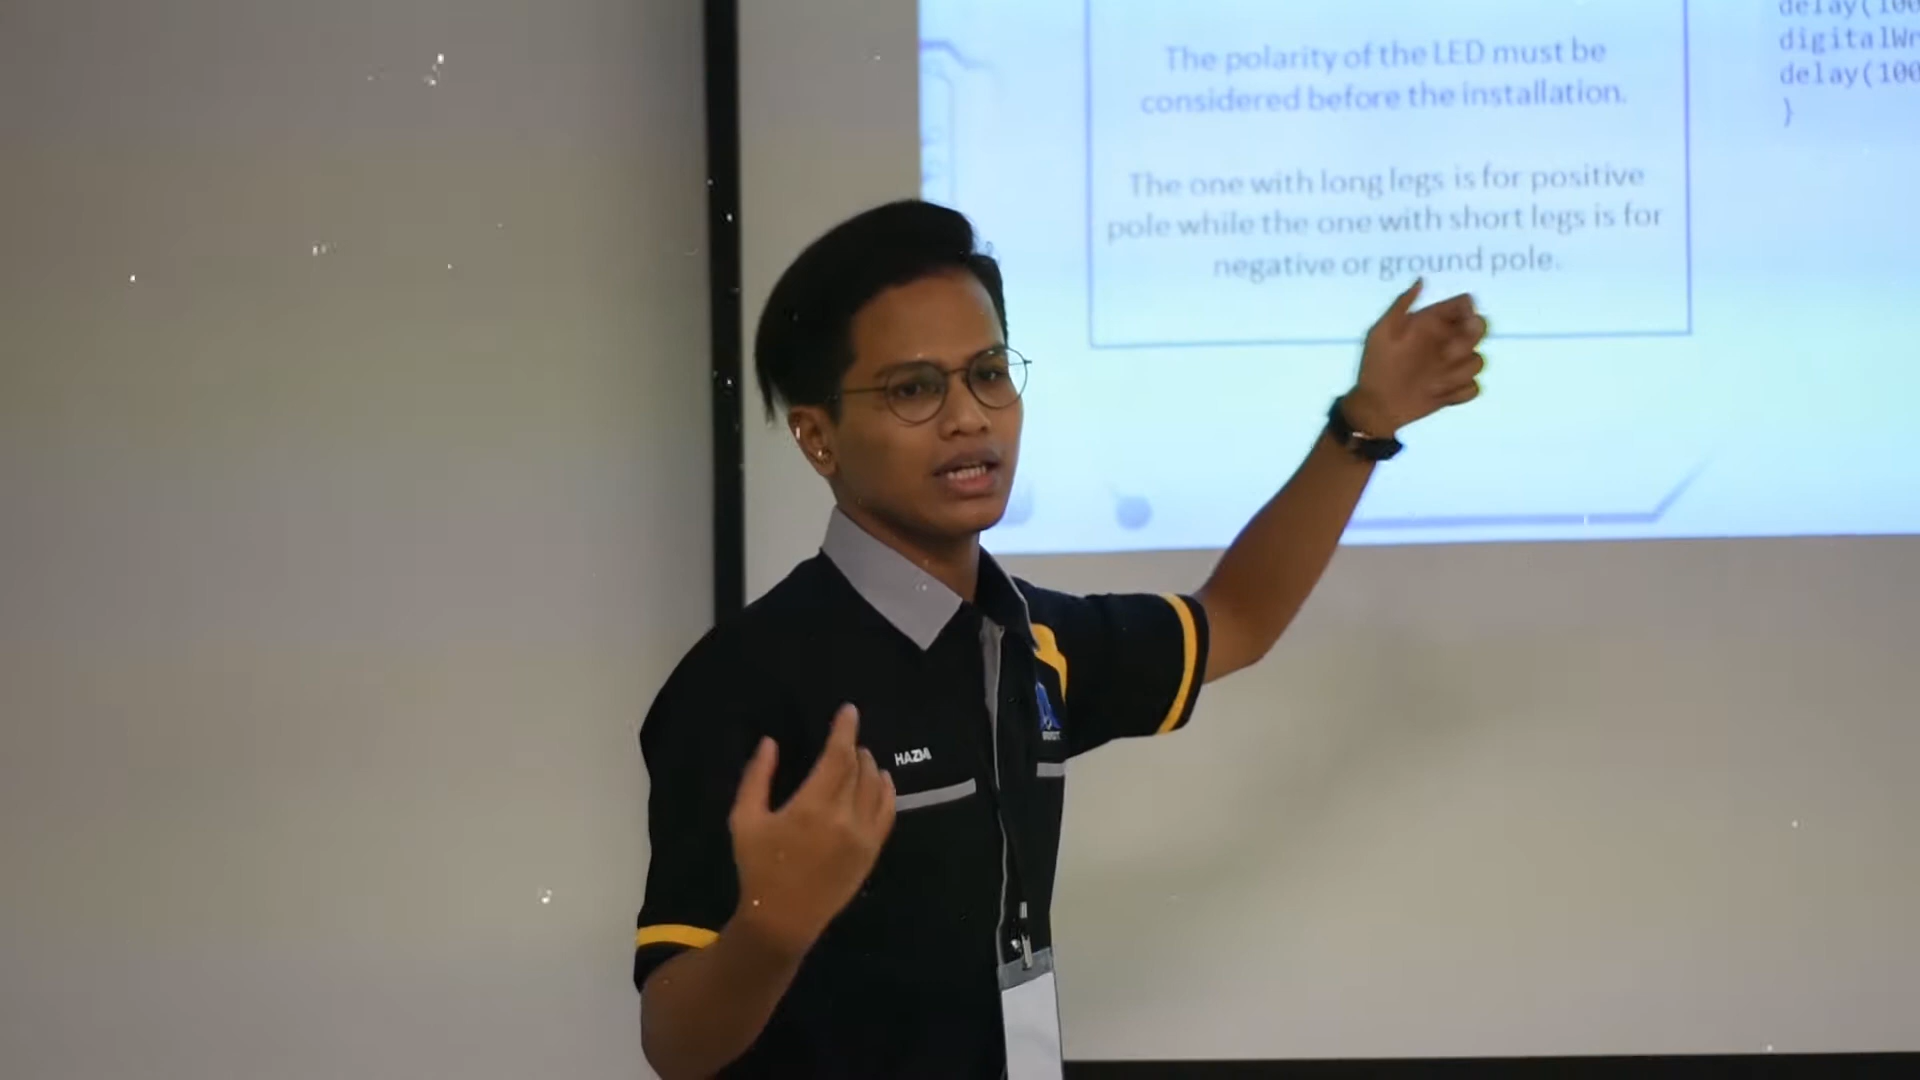 The polarity of the LED must be
considered before the installation.
The one with long legs is for positive
pole while the one with short legs is for
negative or ground pole.
delay(100
digitalWr
delay(100
}